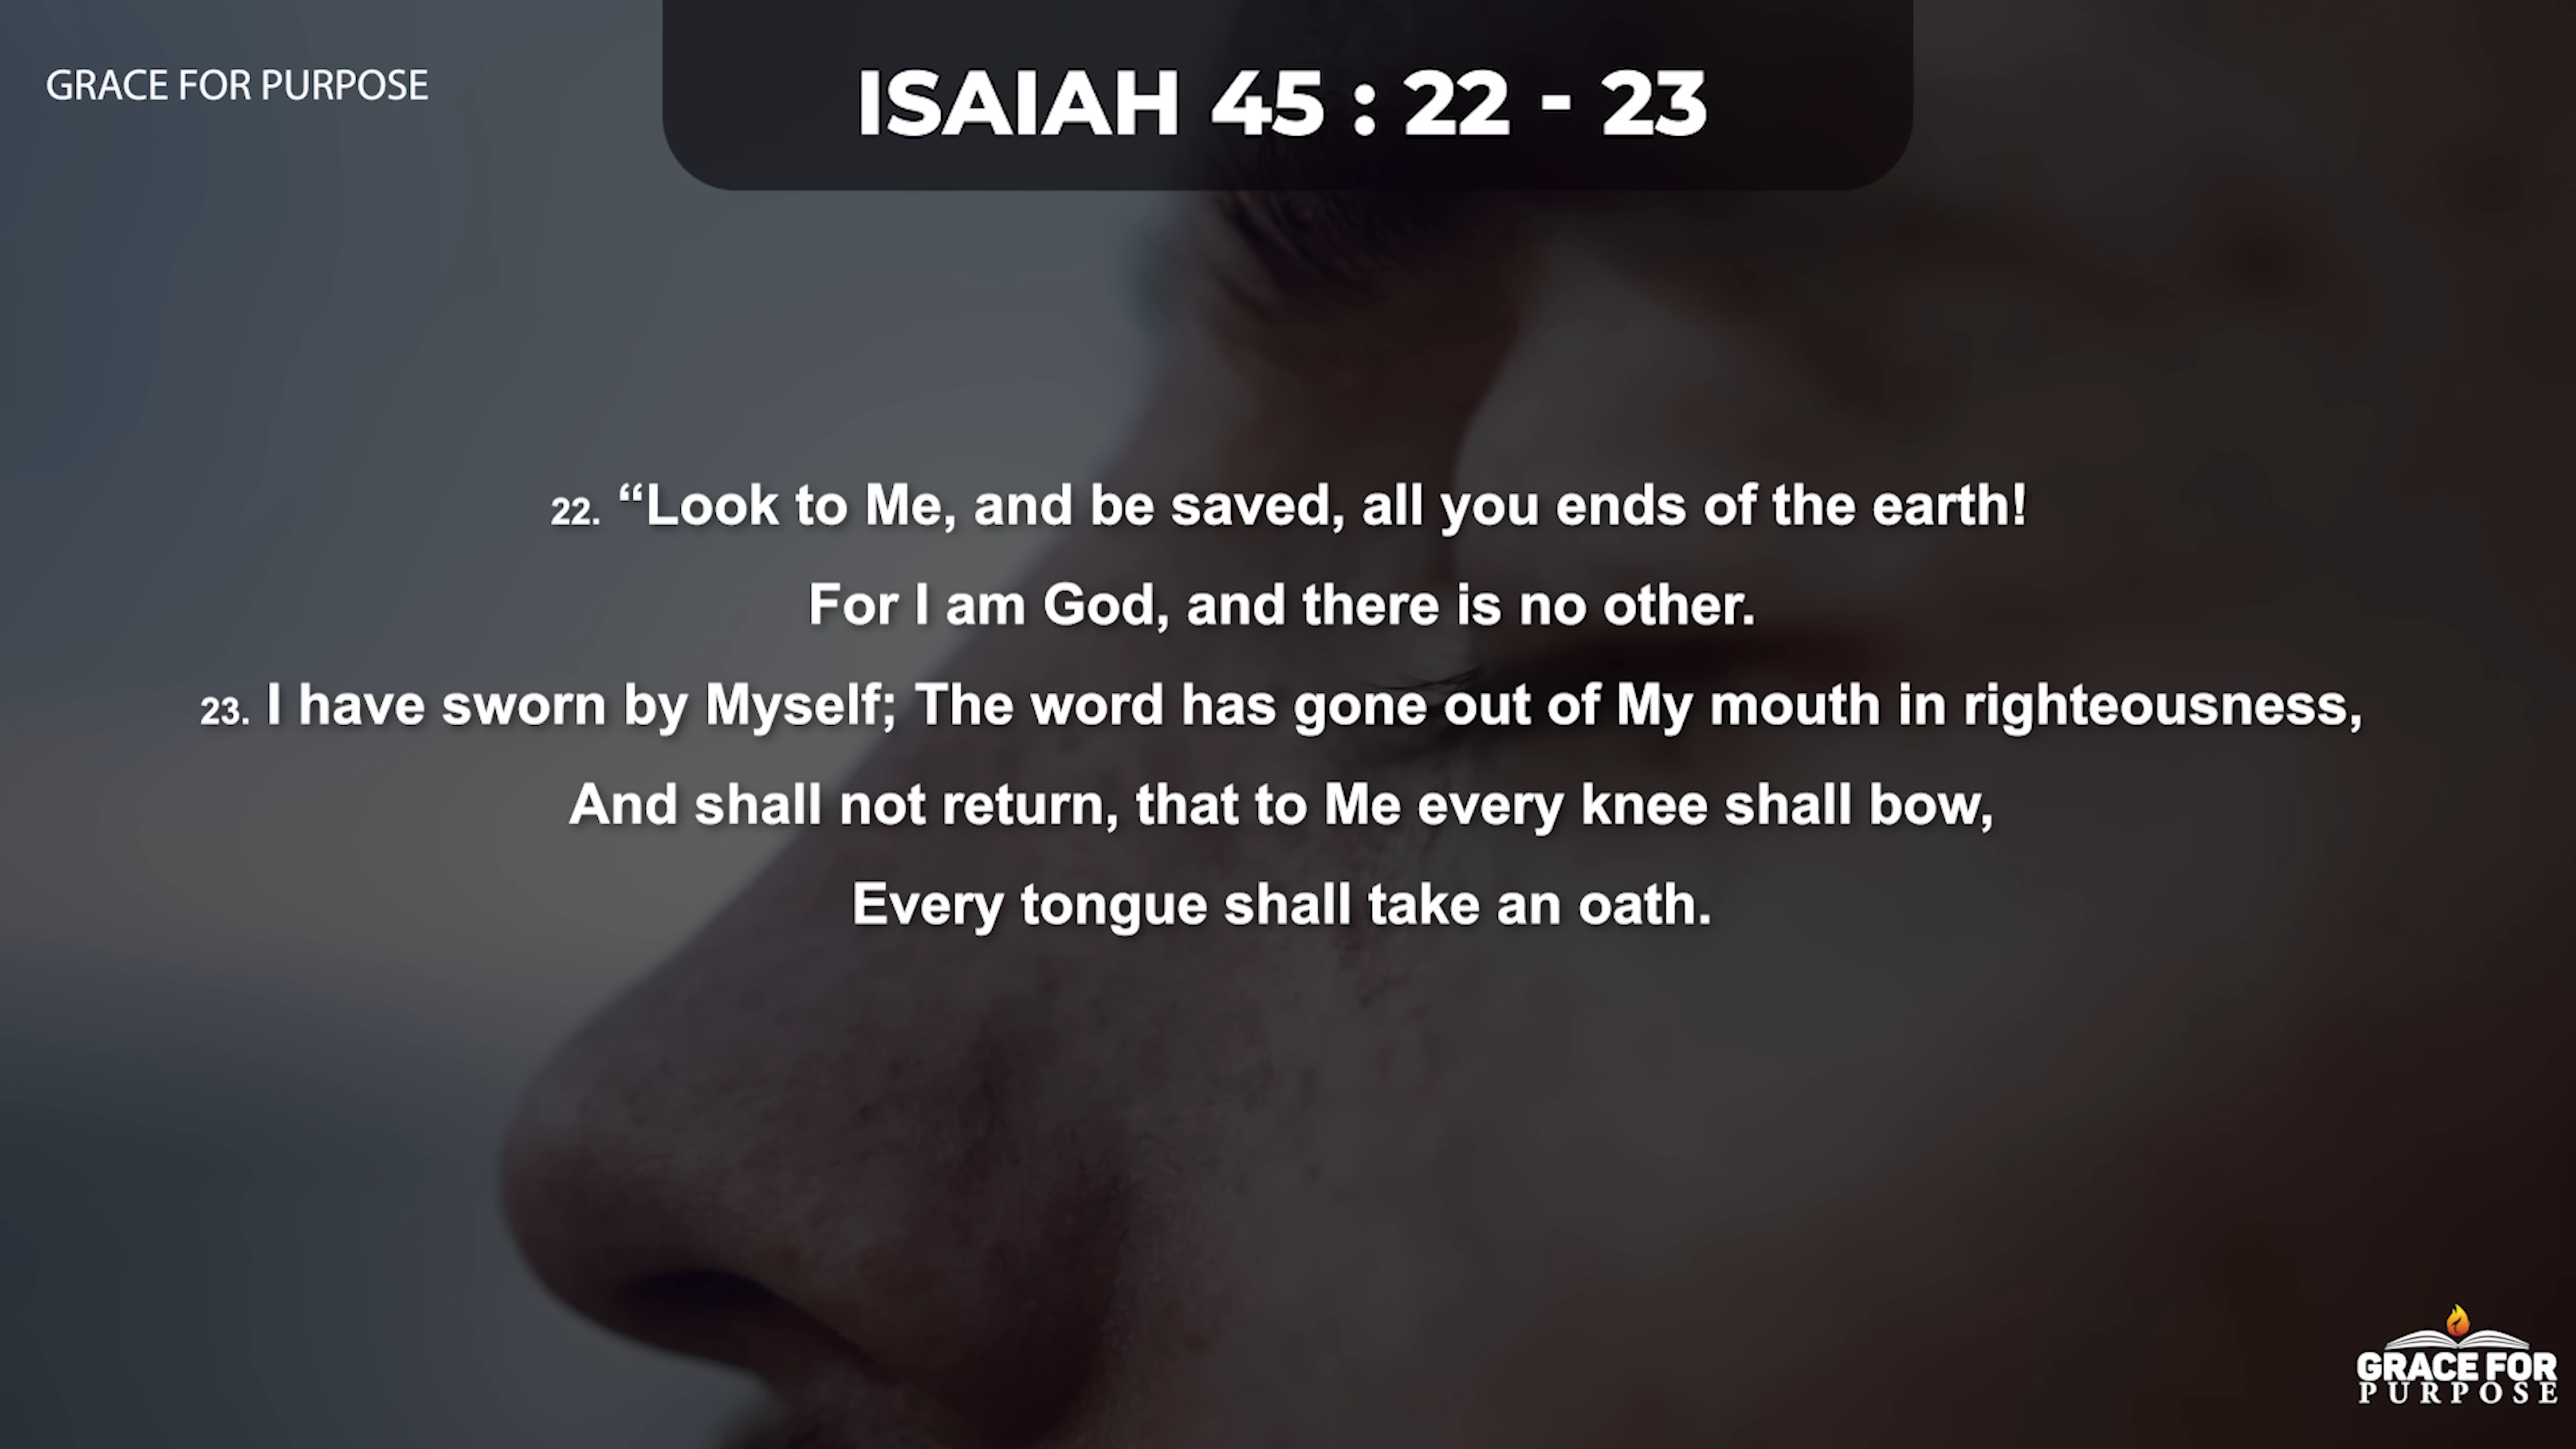 GRACE FOR PURPOSE
ISAIAH 45 : 22 - 23
22. “Look to Me, and be saved, all you ends of the earth!
For I am God, and there is no other.
23. I have sworn by Myself; The word has gone out of My mouth in righteousness,
And shall not return, that to Me every knee shall bow,
Every tongue shall take an oath.
GRACE FOR
PURPOSE